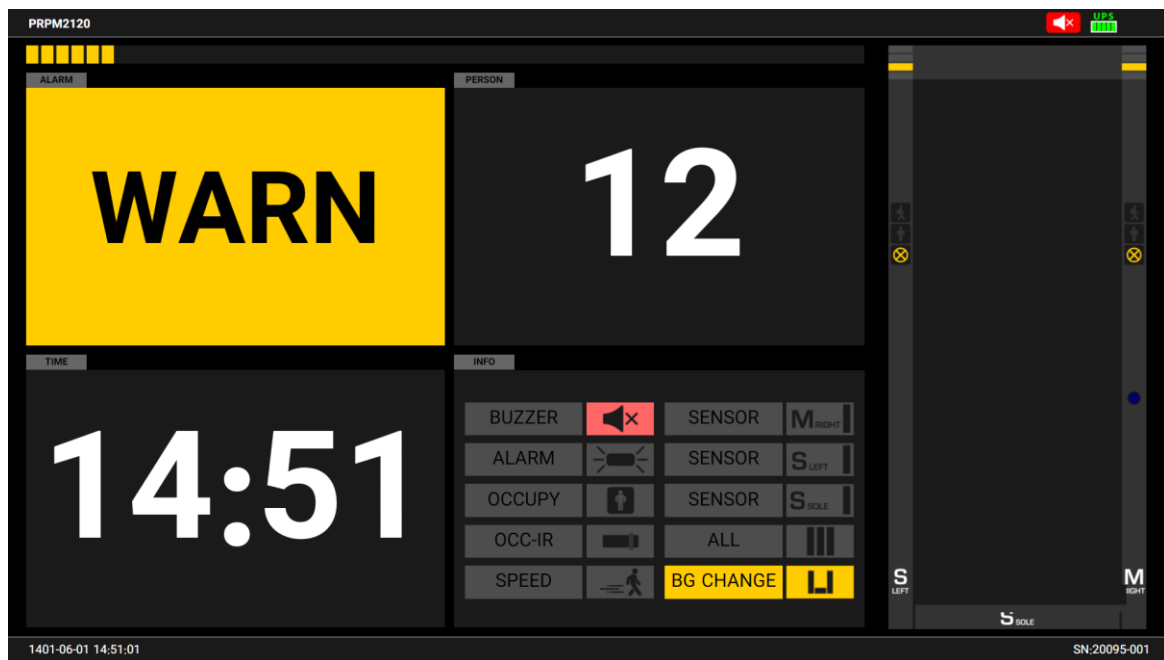 PRPM2120
UPS
ALARM
WARN
PERSON
12
TIME
14:51
INFO
BUZZER
SENSOR
M RIGHT
ALARM
SENSOR
S LEFT
OCCUPY
SENSOR
S SOLE
OCC-IR
ALL
SPEED
BG CHANGE
S
LEFT
M
IGHT
S SOLE
1401-06-01 14:51:01
SN:20095-001